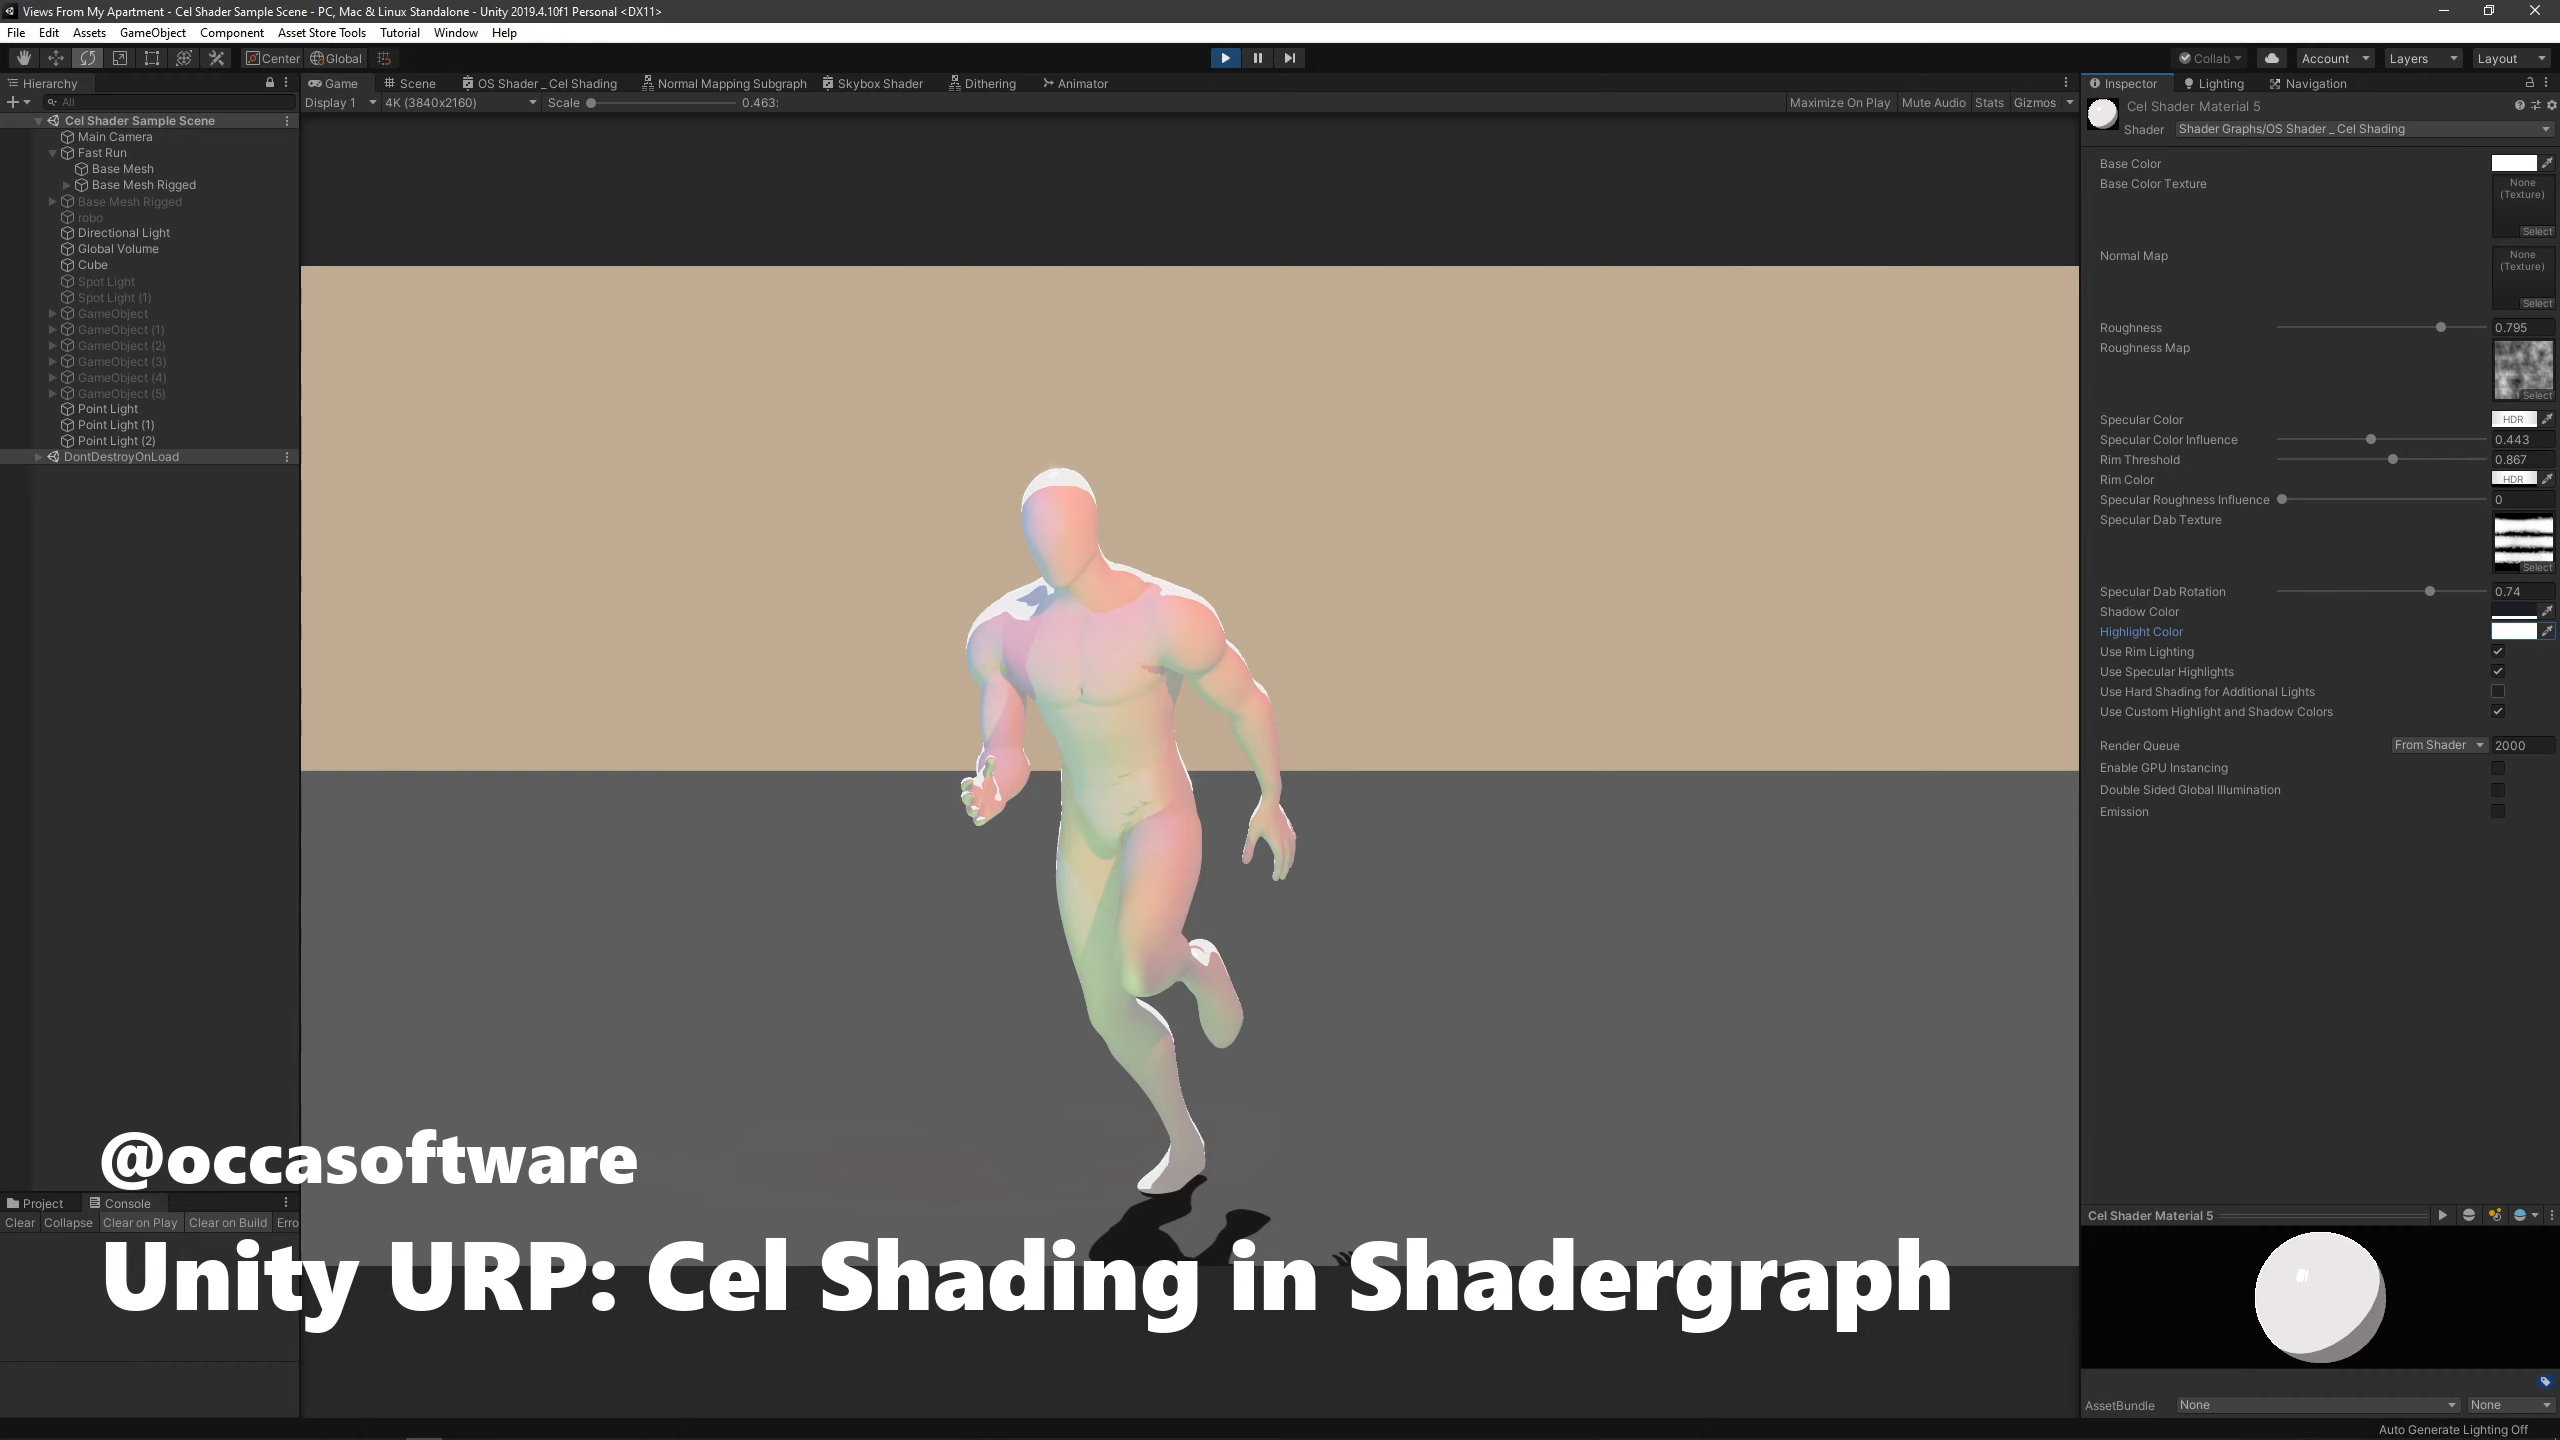 Views From My Apartment - Cel Shader Sample Scene - PC, Mac & Linux Standalone - Unity 2019.4.10f1 Personal <DX11>
File Edit Assets GameObject Component Asset Store Tools Tutorial Window Help
Center Global Collab Account Layers Layout
Hierarchy
All
Cel Shader Sample Scene
Main Camera
Fast Run
Base Mesh
Base Mesh Rigged
Base Mesh Rigged
robo
Directional Light
Global Volume
Cube
Spot Light
Spot Light (1)
GameObject
GameObject (1)
GameObject (2)
GameObject (3)
GameObject (4)
GameObject (5)
Point Light
Point Light (1)
Point Light (2)
DontDestroyOnLoad
Game Scene OS Shader _ Cel Shading Normal Mapping Subgraph Skybox Shader Dithering Animator
Display 1 4K (3840x2160) Scale 0.463: Maximize On Play Mute Audio Stats Gizmos
Inspector Lighting Navigation
Cel Shader Material 5
Shader Shader Graphs/OS Shader _ Cel Shading
Base Color
Base Color Texture None (Texture) Select
Normal Map None (Texture) Select
Roughness 0.795
Roughness Map Select
Specular Color HDR
Specular Color Influence 0.443
Rim Threshold 0.867
Rim Color HDR
Specular Roughness Influence 0
Specular Dab Texture Select
Specular Dab Rotation 0.74
Shadow Color
Highlight Color
Use Rim Lighting
Use Specular Highlights
Use Hard Shading for Additional Lights
Use Custom Highlight and Shadow Colors
Render Queue From Shader 2000
Enable GPU Instancing
Double Sided Global Illumination
Emission
@occasoftware
Project Console
Clear Collapse Clear on Play Clear on Build Erro
Unity URP: Cel Shading in Shadergraph
Cel Shader Material 5
AssetBundle None None
Auto Generate Lighting Off